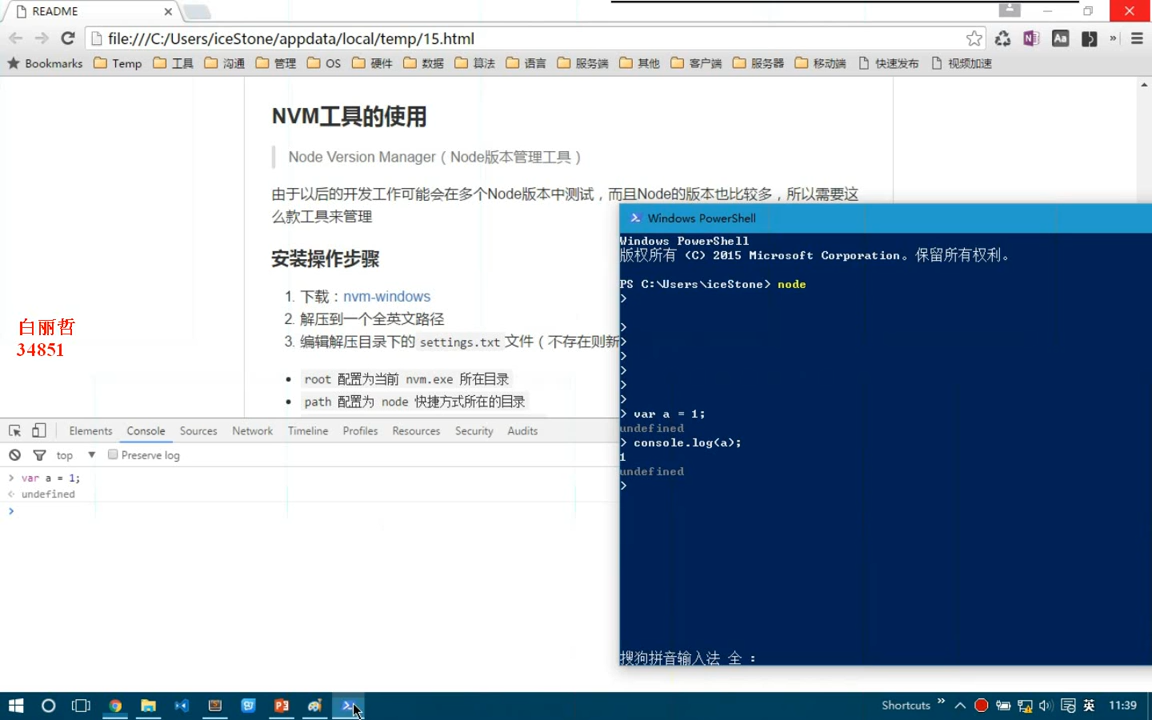 README
file:///C:/Users/iceStone/appdata/local/temp/15.html
Bookmarks Temp 工具 沟通 管理 OS 硬件 数据 算法 语言 服务端 其他 客户端 服务器 移动端 快速发布 视频加速
NVM工具的使用
Node Version Manager（Node版本管理工具）
由于以后的开发工作可能会在多个Node版本中测试，而且Node的版本也比较多，所以需要这
么款工具来管理
安装操作步骤
1. 下载：nvm-windows
2. 解压到一个全英文路径
3. 编辑解压目录下的 settings.txt 文件（不存在则新
• root 配置为当前 nvm.exe 所在目录
• path 配置为 node 快捷方式所在的目录
白丽哲
34851
Elements Console Sources Network Timeline Profiles Resources Security Audits
top ▼ Preserve log
> var a = 1;
undefined
>
Windows PowerShell
Windows PowerShell
版权所有 (C) 2015 Microsoft Corporation。保留所有权利。
PS C:\Users\iceStone> node
>
>
>
>
>
>
>
> var a = 1;
undefined
> console.log(a);
1
undefined
>
搜狗拼音输入法 全 :
Shortcuts » 英 11:39